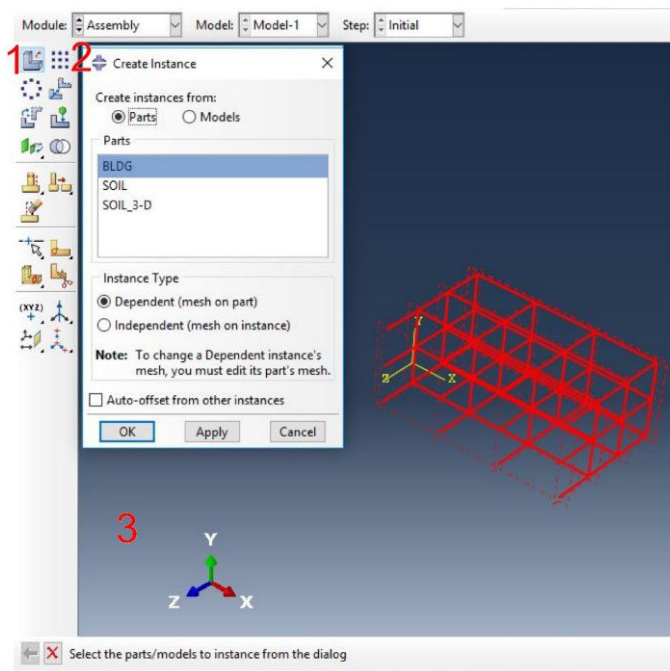 Module: Assembly Model: Model-1 Step: Initial
1 2
Create Instance
Create instances from:
Parts Models
Parts
BLDG
SOIL
SOIL_3-D
Instance Type
Dependent (mesh on part)
Independent (mesh on instance)
Note: To change a Dependent instance's
mesh, you must edit its part's mesh.
Auto-offset from other instances
OK Apply Cancel
(XYZ)
Y
Z X
3
Y
Z X
Select the parts/models to instance from the dialog